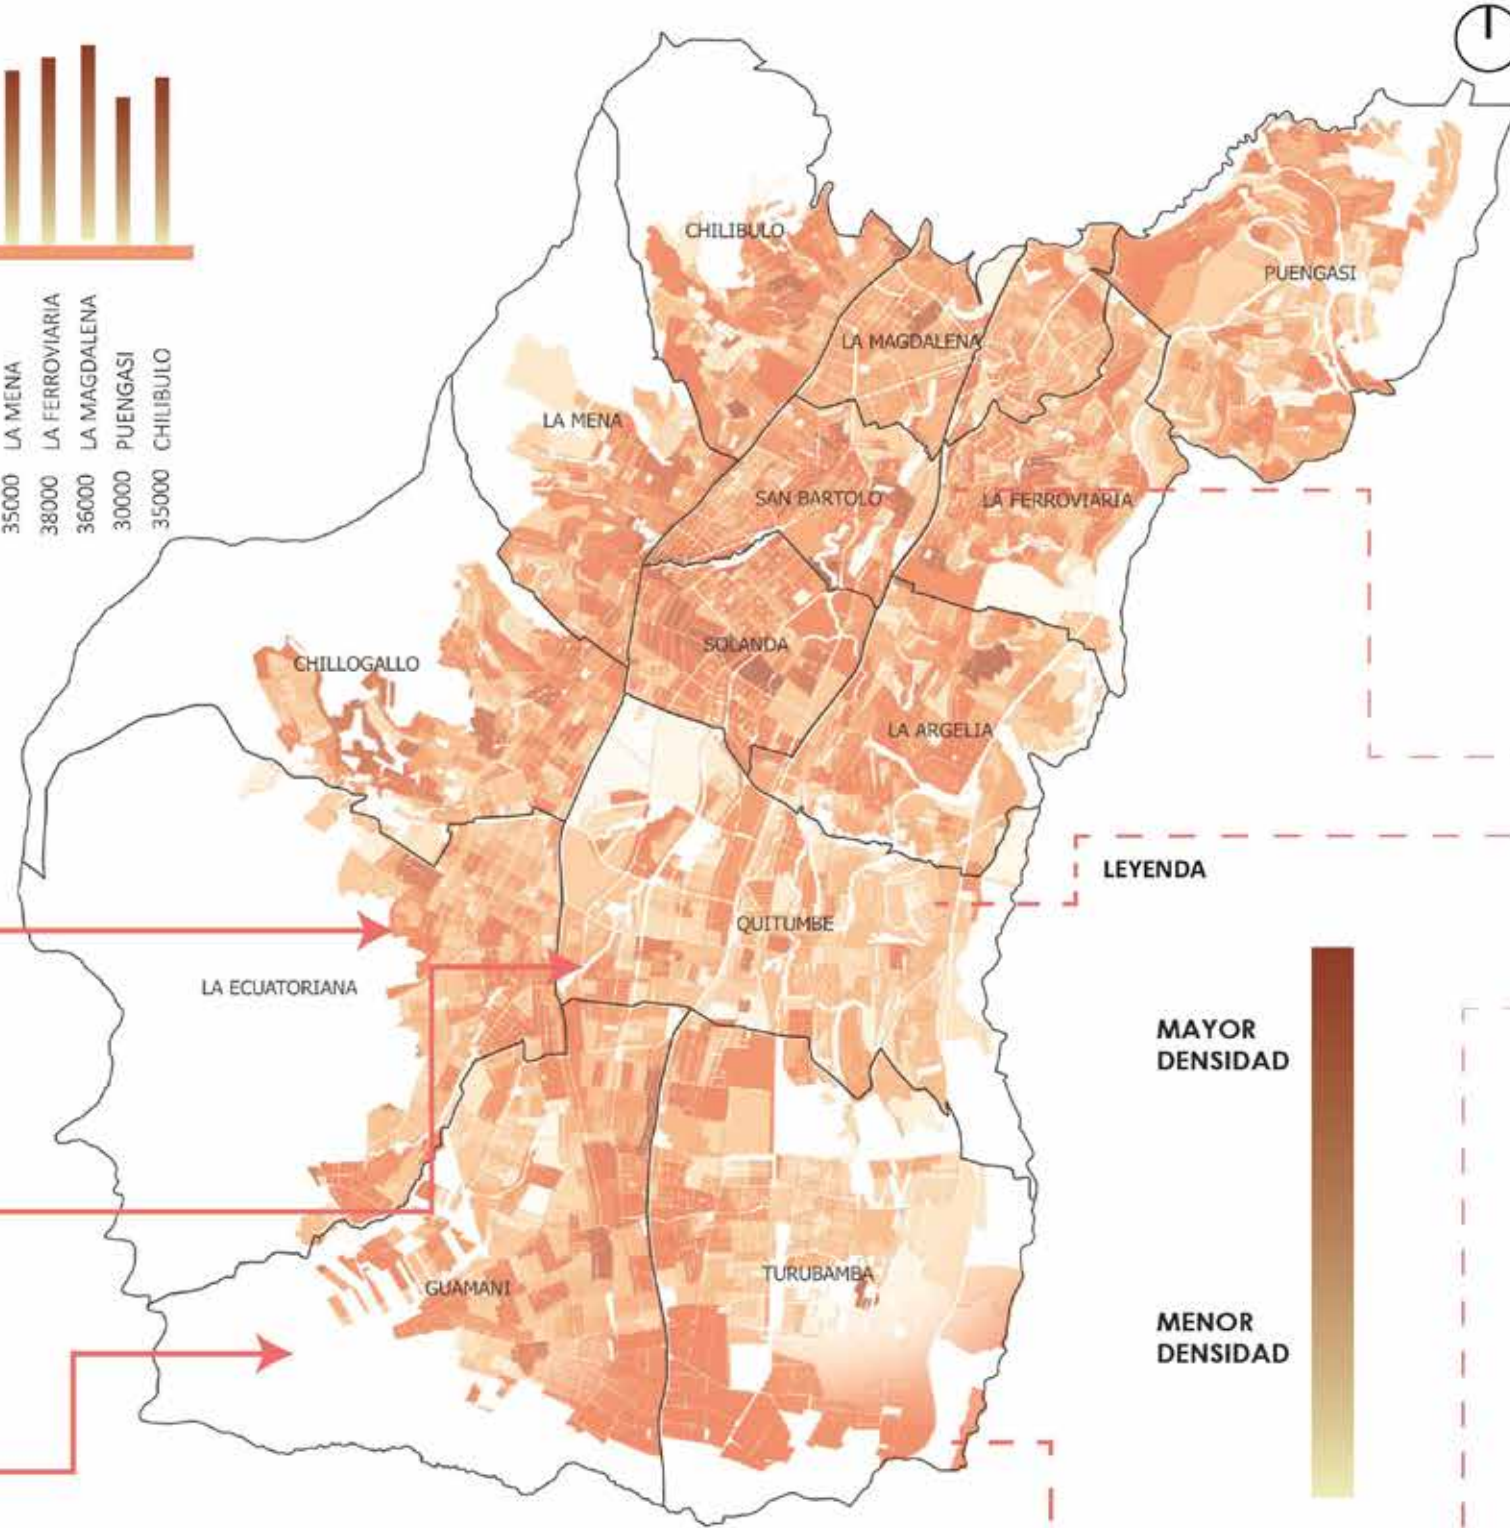 35000 LA MENA
38000 LA FERROVIARIA
36000 LA MAGDALENA
30000 PUENGASI
35000 CHILIBULO
CHILIBULO
PUENGASI
LA MAGDALENA
LA MENA
SAN BARTOLO
LA FERROVIARIA
SOLANDA
CHILLOGALLO
LA ARGELIA
QUITUMBE
LA ECUATORIANA
GUAMANI
TURUBAMBA
LEYENDA
MAYOR
DENSIDAD
MENOR
DENSIDAD